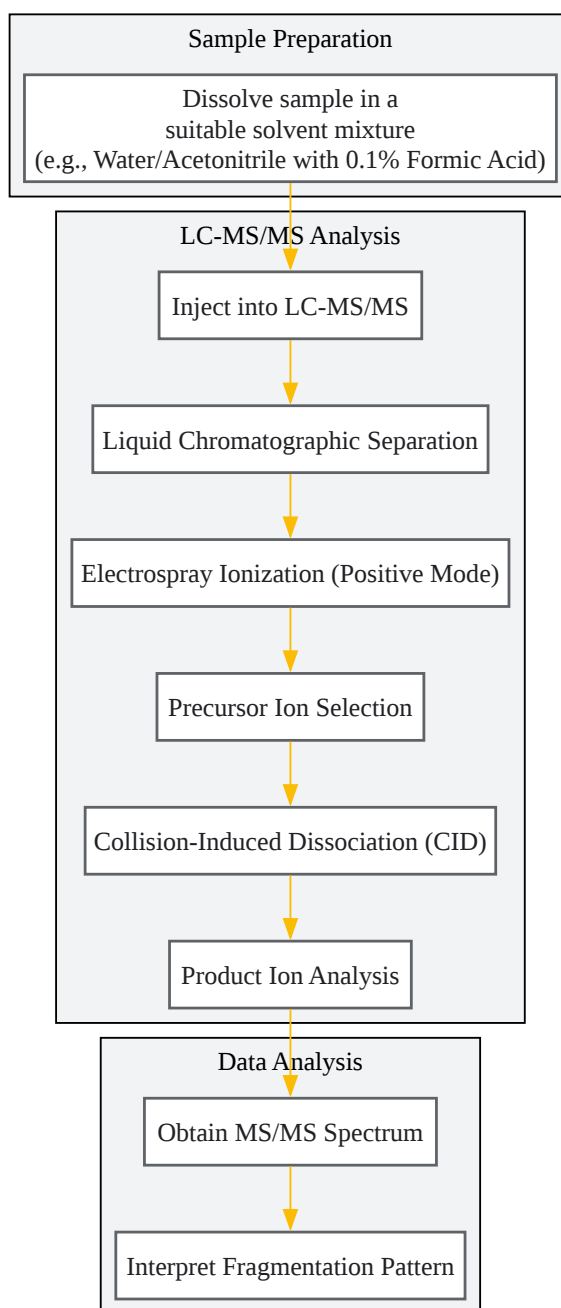 Sample Preparation
Dissolve sample in a
suitable solvent mixture
(e.g., Water/Acetonitrile with 0.1% Formic Acid)
LC-MS/MS Analysis
Inject into LC-MS/MS
Liquid Chromatographic Separation
Electrospray Ionization (Positive Mode)
Precursor Ion Selection
Collision-Induced Dissociation (CID)
Product Ion Analysis
Data Analysis
Obtain MS/MS Spectrum
Interpret Fragmentation Pattern